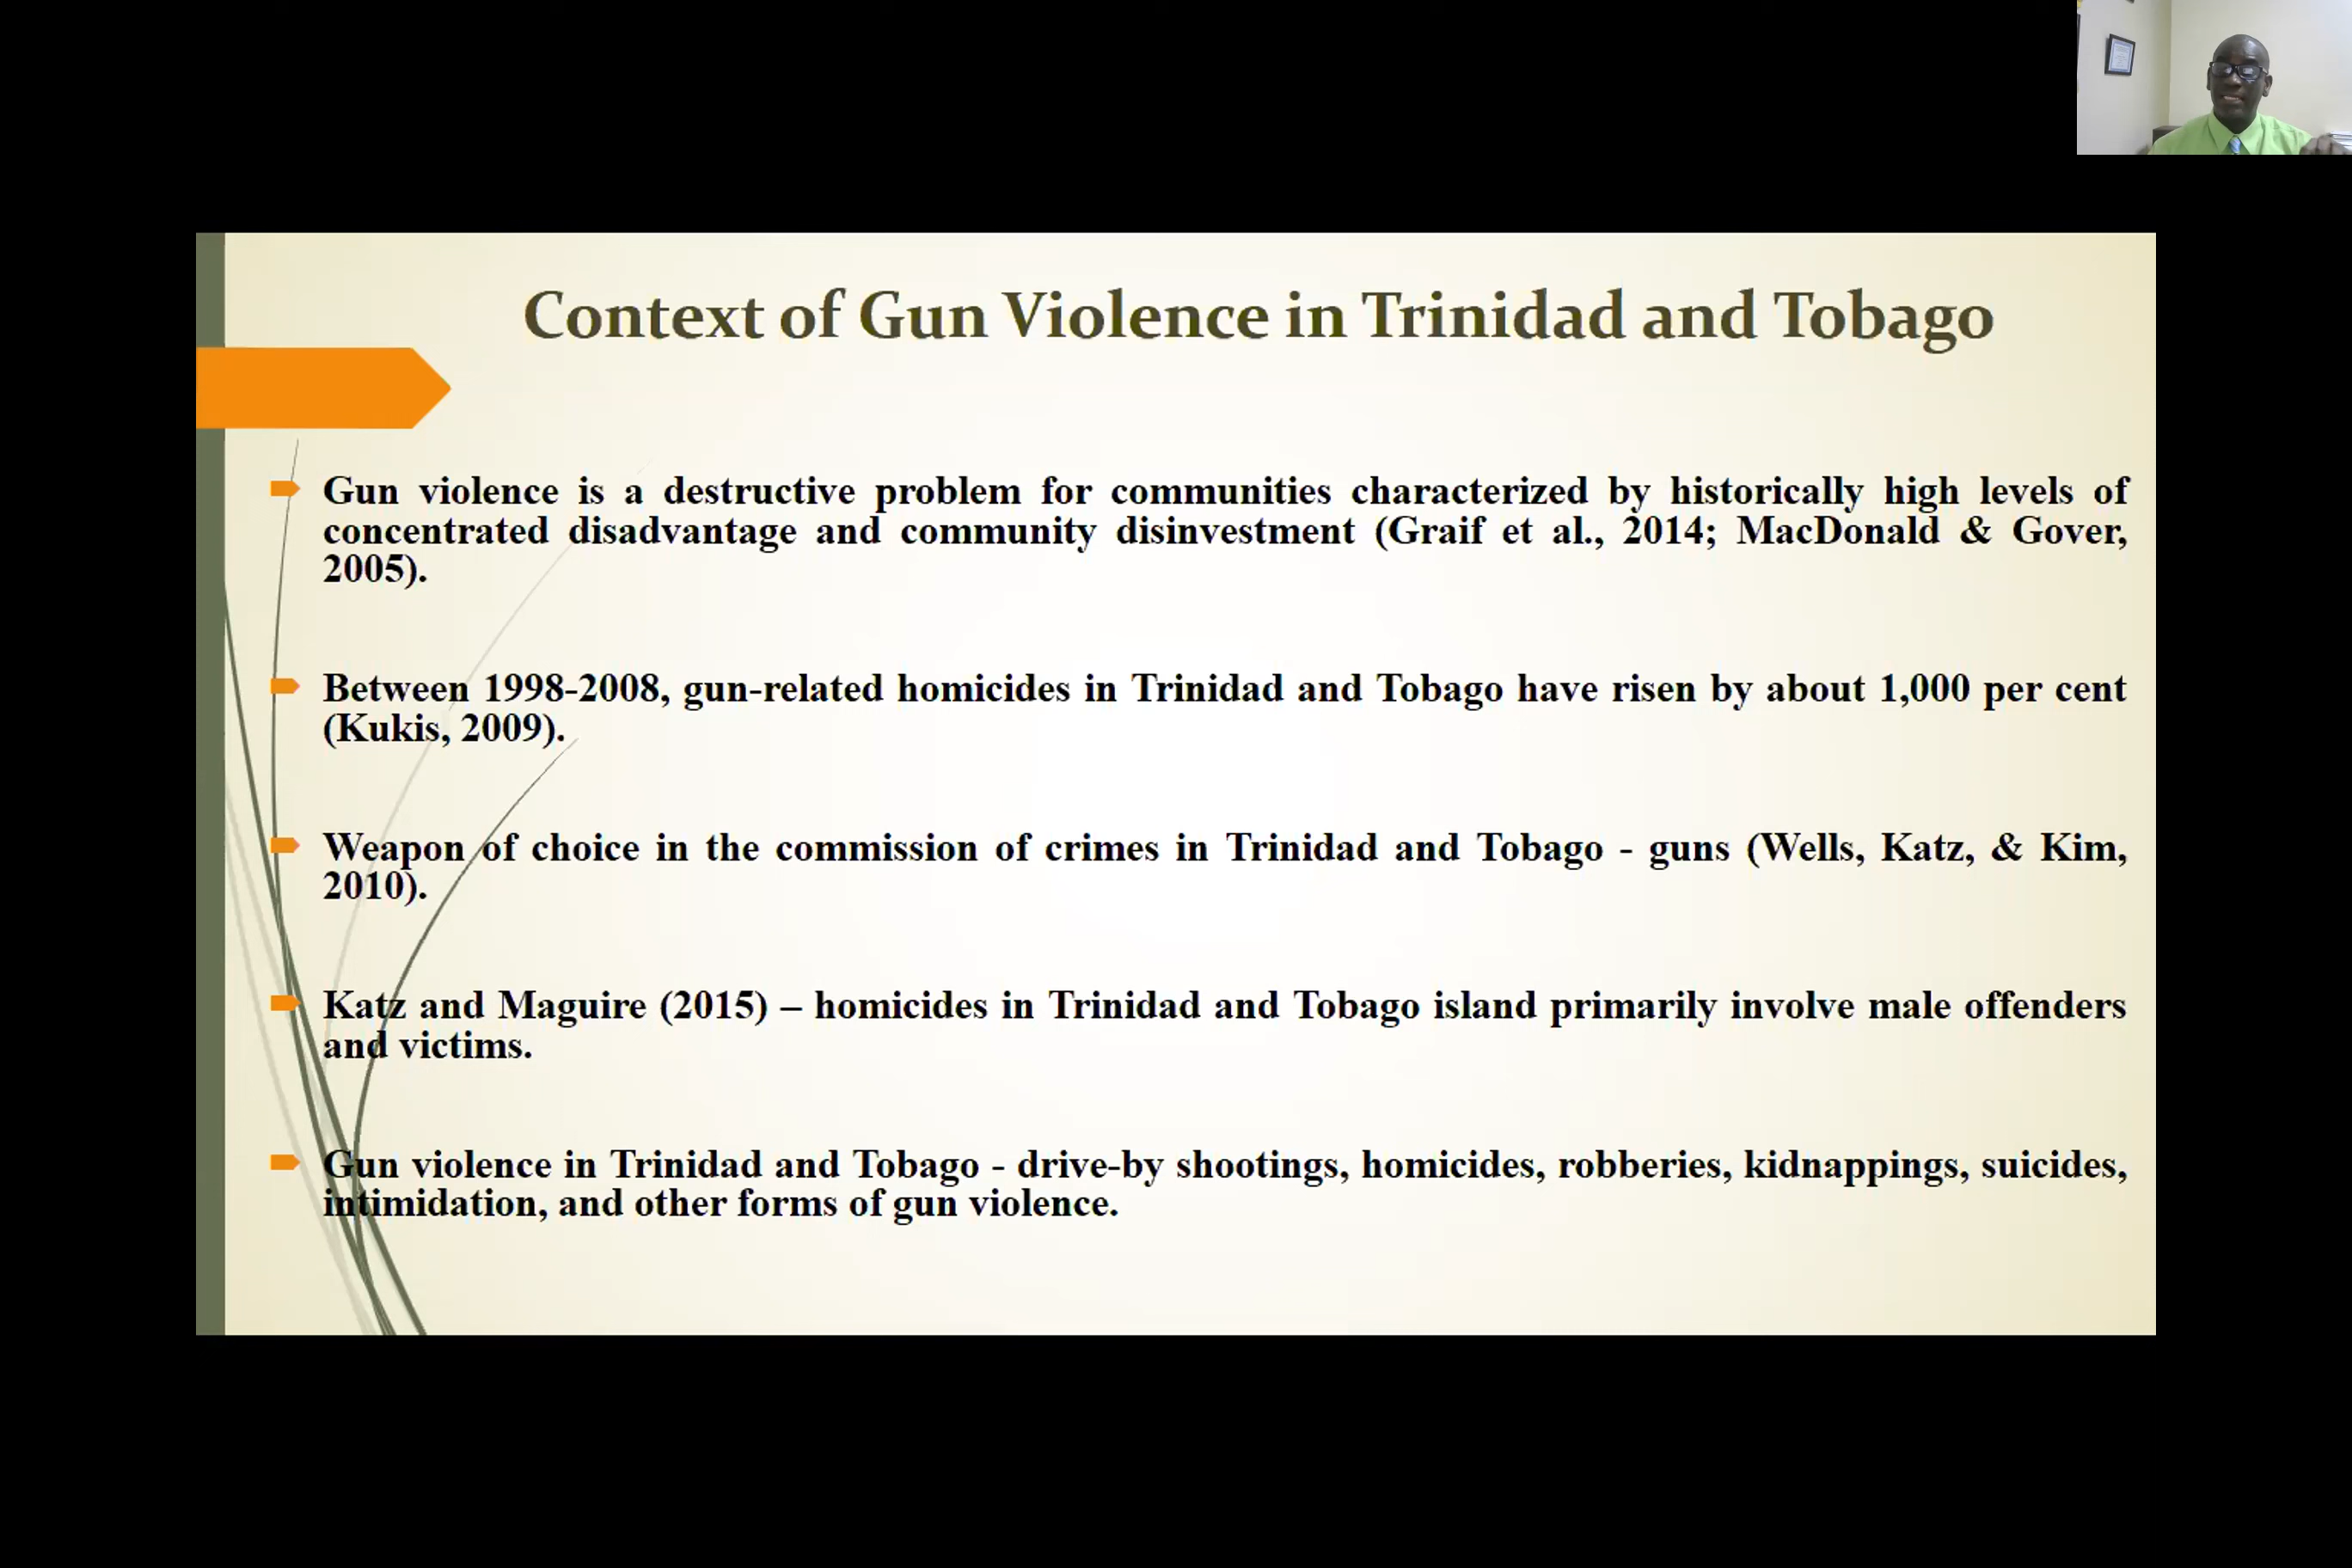 Context of Gun Violence in Trinidad and Tobago
Gun violence is a destructive problem for communities characterized by historically high levels of
concentrated disadvantage and community disinvestment (Graif et al., 2014; MacDonald & Gover,
2005).
Between 1998-2008, gun-related homicides in Trinidad and Tobago have risen by about 1,000 per cent
(Kukis, 2009).
Weapon of choice in the commission of crimes in Trinidad and Tobago - guns (Wells, Katz, & Kim,
2010).
Katz and Maguire (2015) – homicides in Trinidad and Tobago island primarily involve male offenders
and victims.
Gun violence in Trinidad and Tobago - drive-by shootings, homicides, robberies, kidnappings, suicides,
intimidation, and other forms of gun violence.